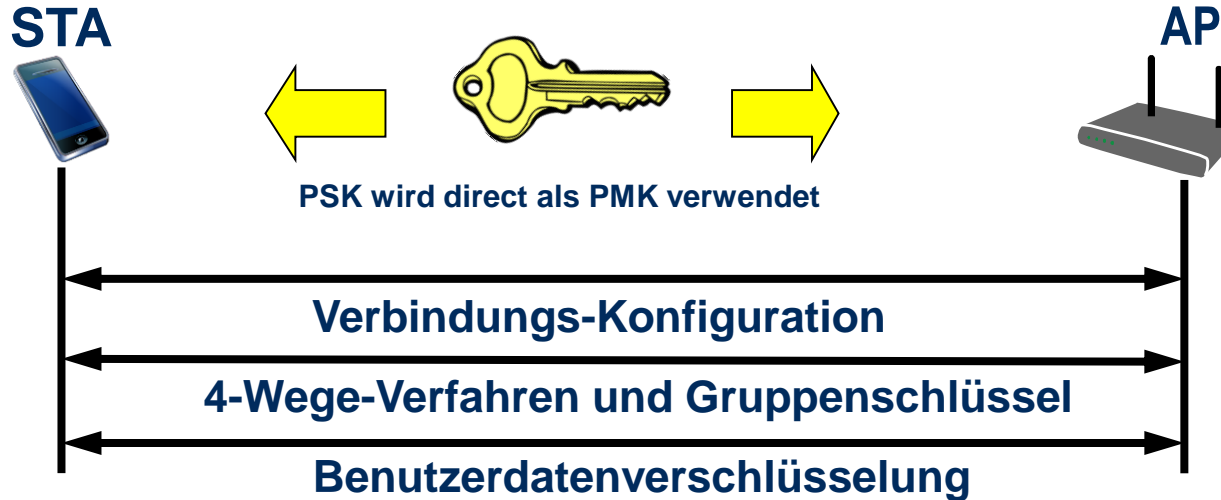 STA
AP
PSK wird direct als PMK verwendet
Verbindungs-Konfiguration
4-Wege-Verfahren und Gruppenschlüssel
Benutzerdatenverschlüsselung